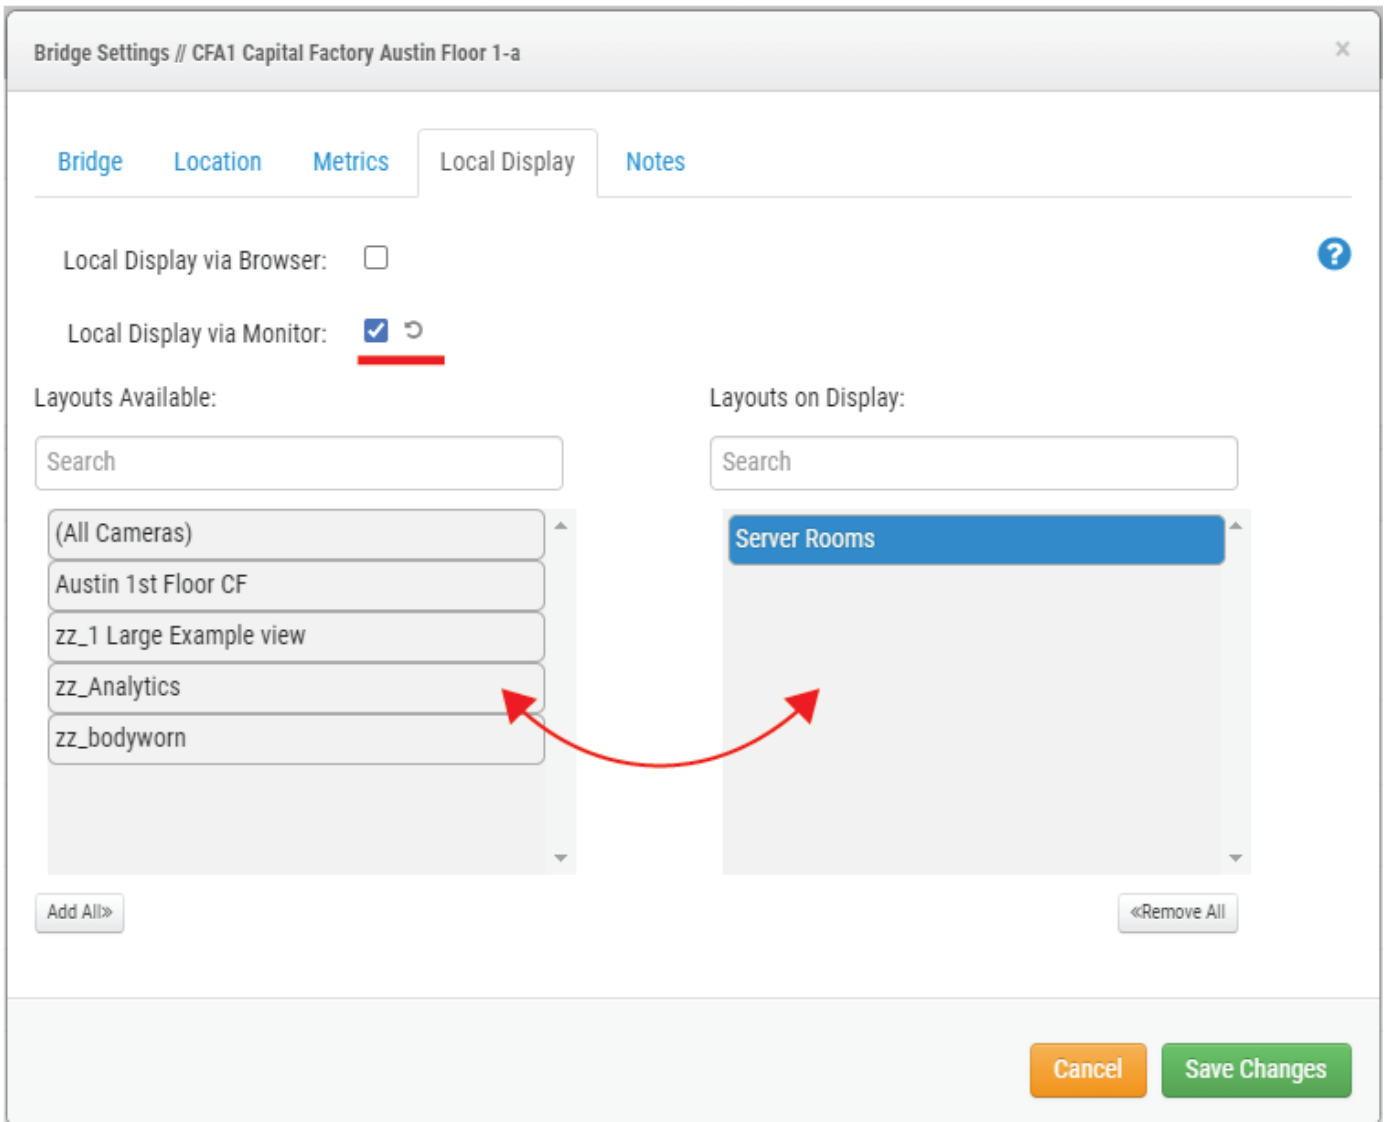 Bridge Settings // CFA1 Capital Factory Austin Floor 1-a
×
Bridge Location Metrics Local Display Notes
Local Display via Browser:
?
Local Display via Monitor:
Layouts Available:
Layouts on Display:
Search
Search
(All Cameras)
Austin 1st Floor CF
zz_1 Large Example view
zz_Analytics
zz_bodyworn
Server Rooms
Add All»
«Remove All
Cancel
Save Changes